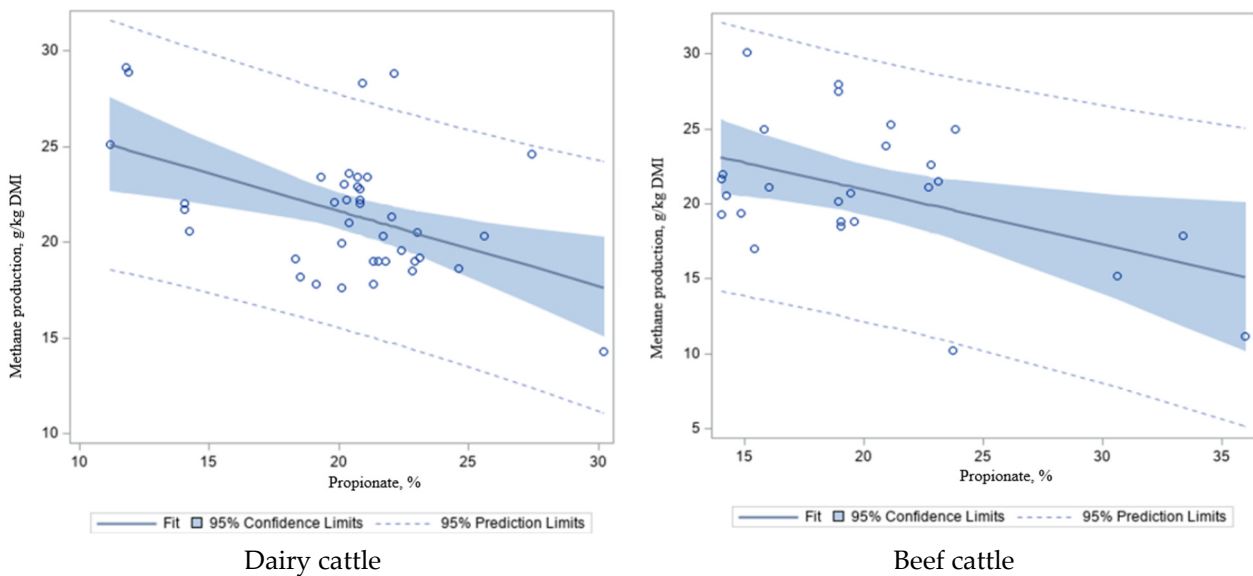 Methane production, g/kg DMI
30
25
20
15
10
10 15 20 25 30
Propionate, %
Fit 95% Confidence Limits 95% Prediction Limits
Dairy cattle
Methane production, g/kg DMI
30
25
20
15
10
5
15 20 25 30 35
Propionate, %
Fit 95% Confidence Limits 95% Prediction Limits
Beef cattle